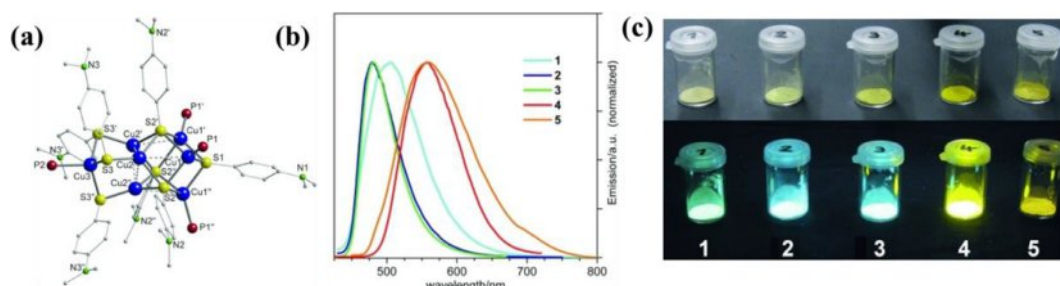 (a)
N2'
N3
P1'
S2'
S3'
Cu2'
Cu1'
N3'
P1
P2
S3
Cu2
S1
N1
Cu3
S2"
Cu2"
S2
Cu1"
S3"
N2"
P1"
N2
N3"
(b)
1
2
3
4
5
Emission/a.u. (normalized)
500
600
700
800
wavelength/nm
(c)
1
2
3
4
5
1
2
3
4
5